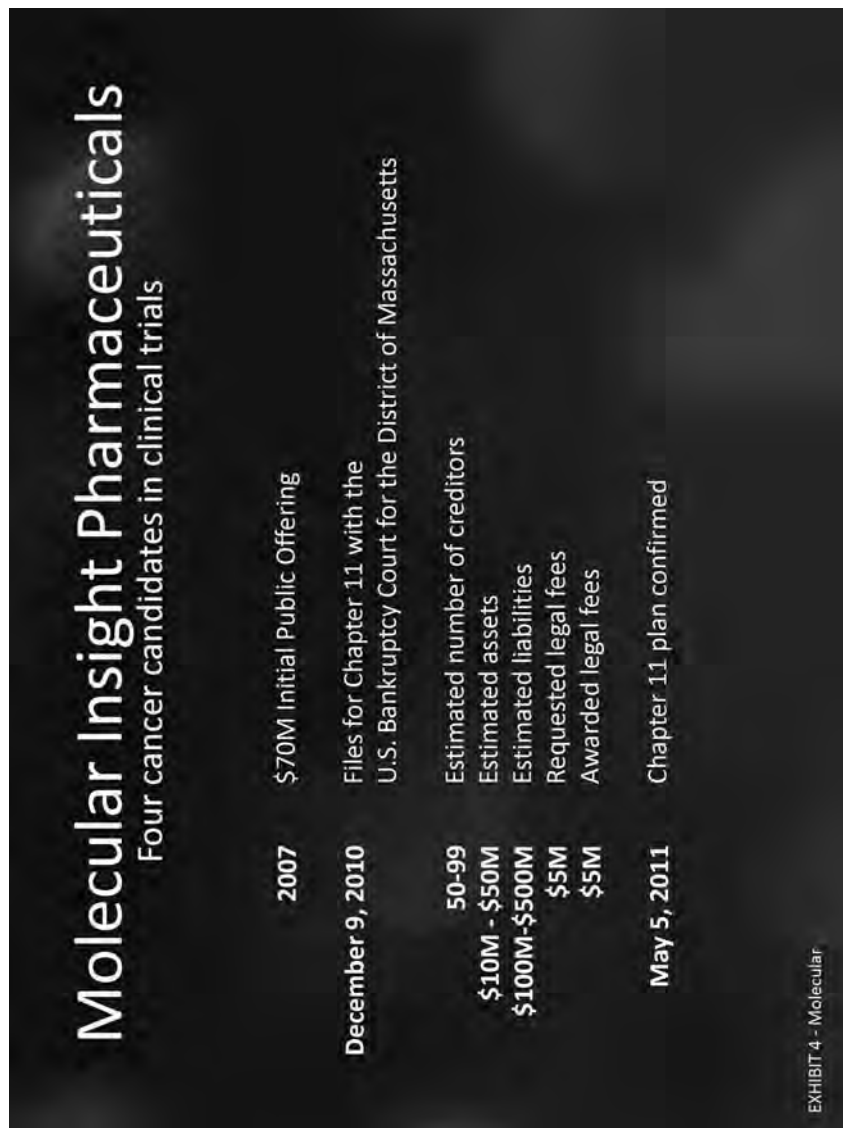 Molecular Insight Pharmaceuticals
Four cancer candidates in clinical trials
2007 $70M Initial Public Offering
December 9, 2010 Files for Chapter 11 with the
U.S. Bankruptcy Court for the District of Massachusetts
50-99 Estimated number of creditors
$10M - $50M Estimated assets
$100M-$500M Estimated liabilities
$5M Requested legal fees
$5M Awarded legal fees
May 5, 2011 Chapter 11 plan confirmed
EXHIBIT 4 - Molecular